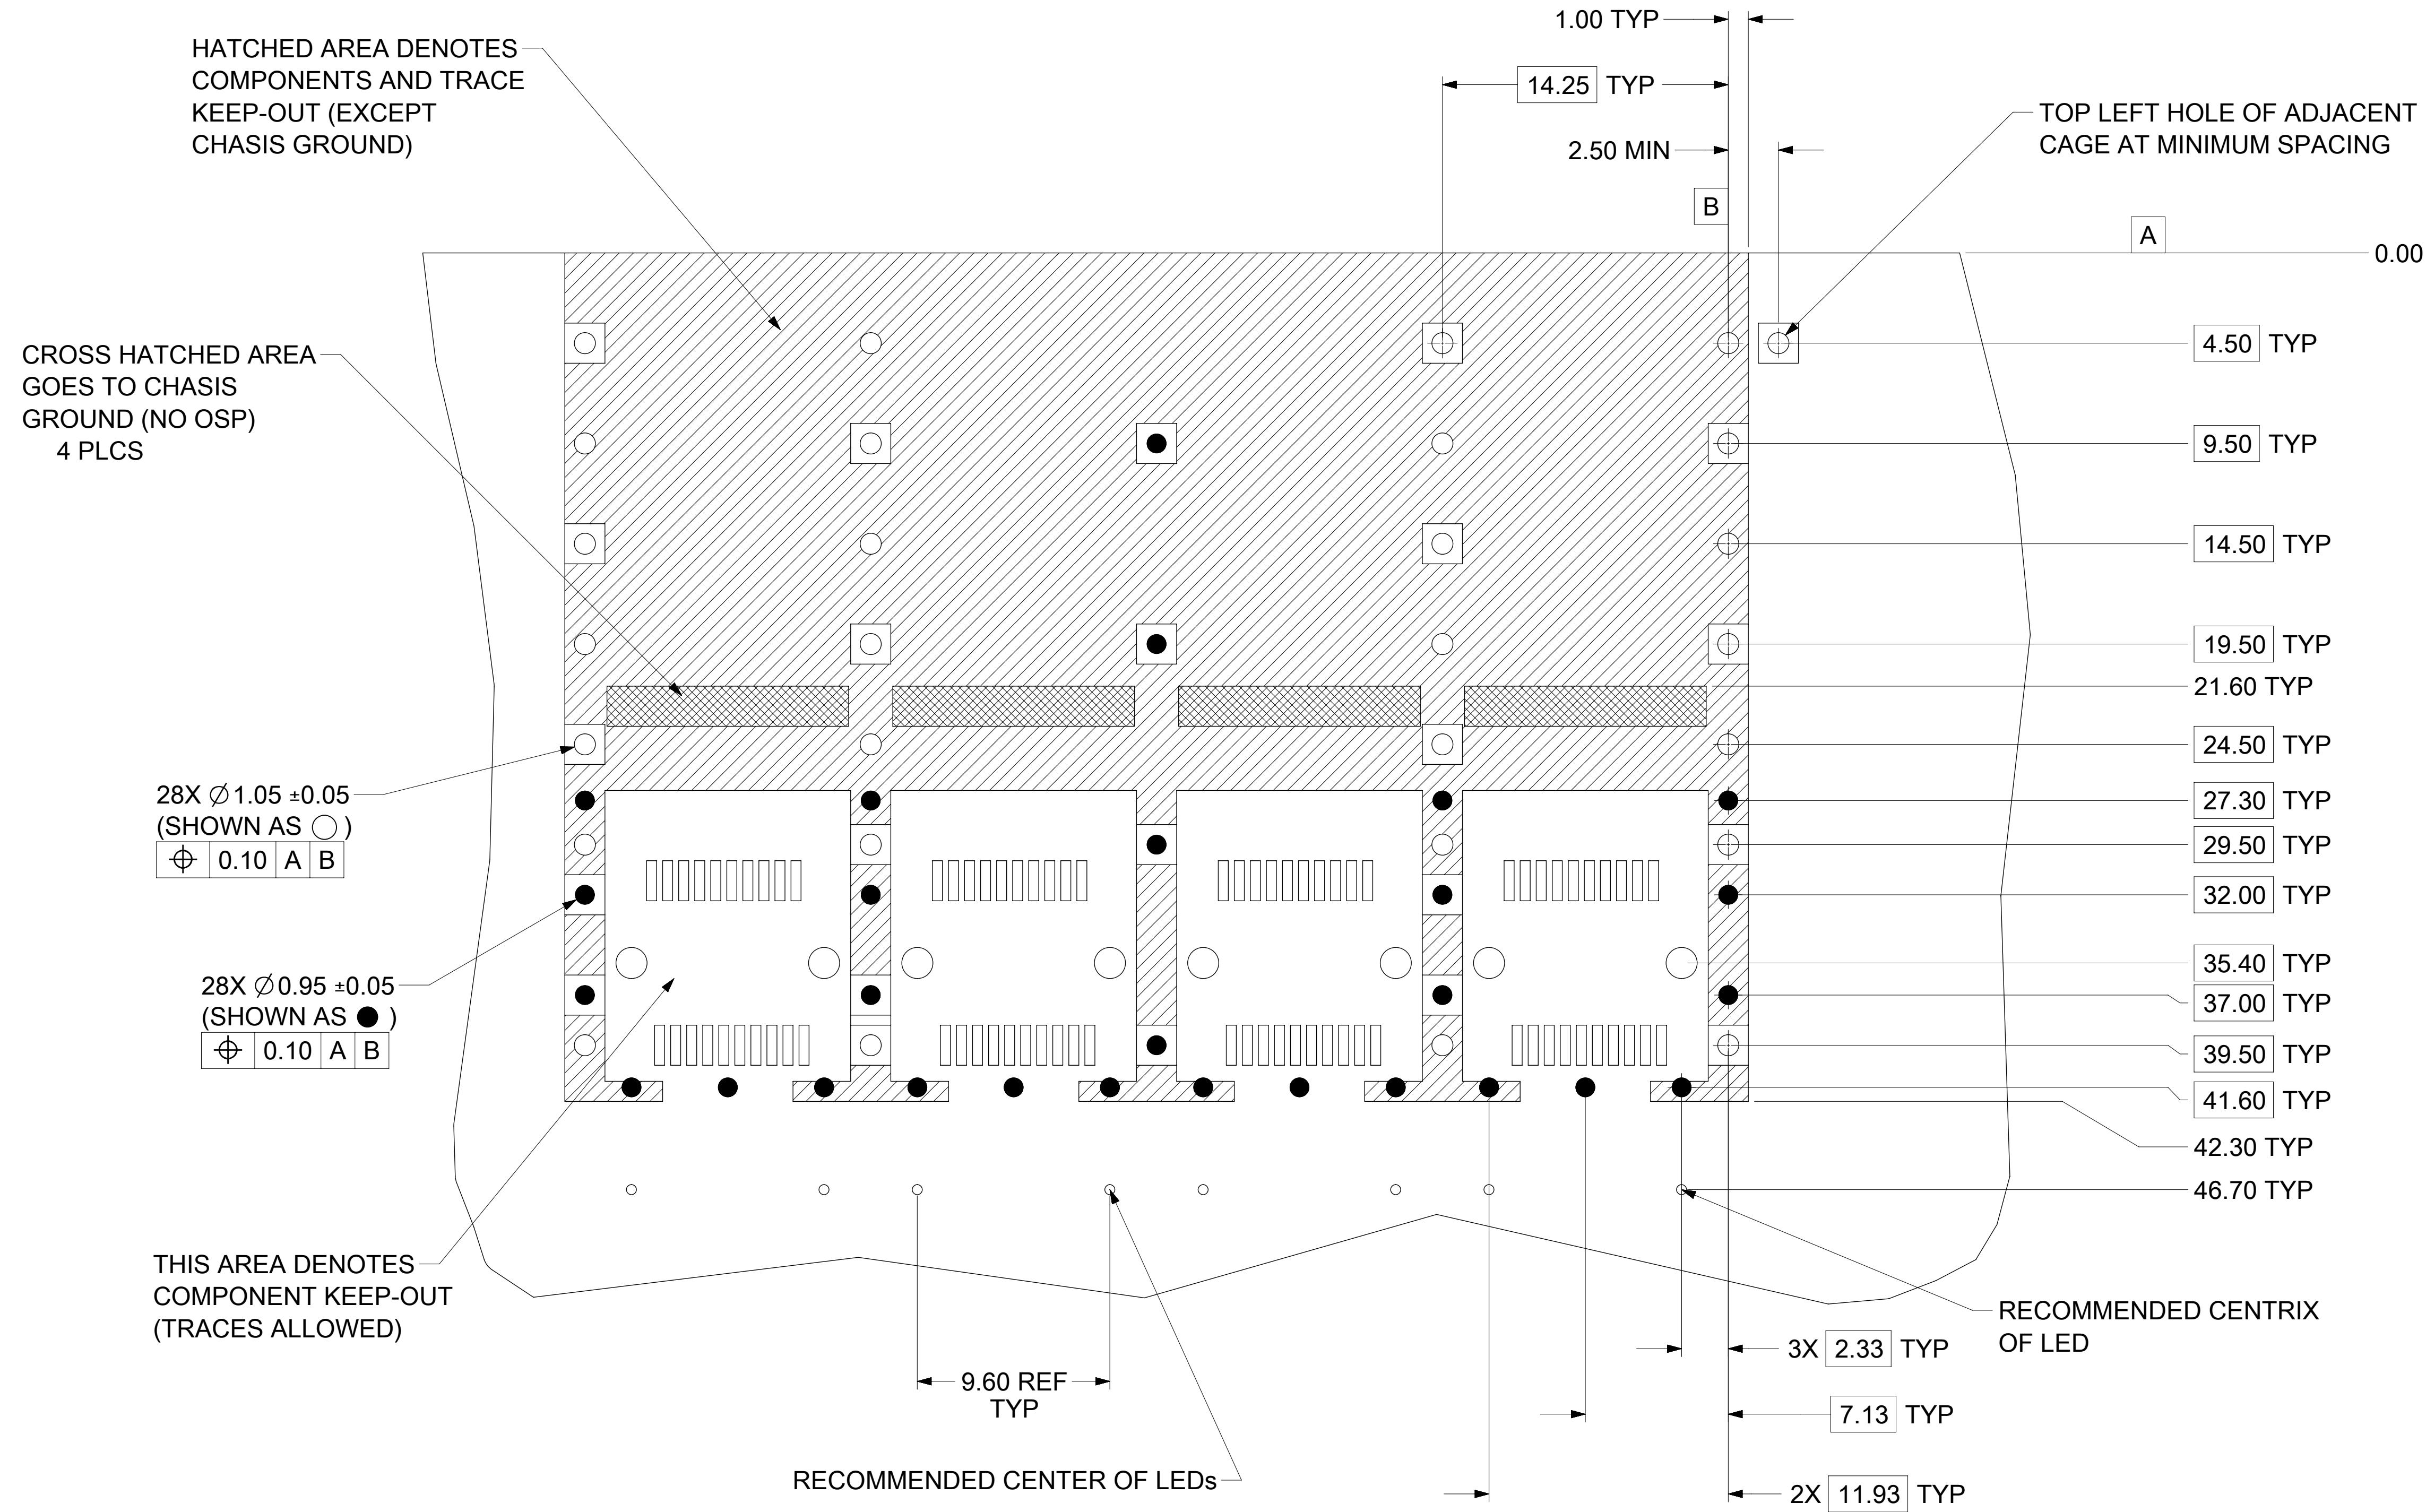 1.00 TYP
HATCHED AREA DENOTES
COMPONENTS AND TRACE
KEEP-OUT (EXCEPT
CHASIS GROUND)
14.25 TYP
2.50 MIN
TOP LEFT HOLE OF ADJACENT
CAGE AT MINIMUM SPACING
B
A
0.00
CROSS HATCHED AREA
GOES TO CHASIS
GROUND (NO OSP)
4 PLCS
4.50 TYP
9.50 TYP
14.50 TYP
19.50 TYP
21.60 TYP
24.50 TYP
27.30 TYP
29.50 TYP
32.00 TYP
35.40 TYP
37.00 TYP
39.50 TYP
41.60 TYP
42.30 TYP
46.70 TYP
28X ∅1.05 ±0.05
(SHOWN AS ○)
⌖ 0.10 A B
28X ∅0.95 ±0.05
(SHOWN AS ●)
⌖ 0.10 A B
THIS AREA DENOTES
COMPONENT KEEP-OUT
(TRACES ALLOWED)
RECOMMENDED CENTRIX
OF LED
3X 2.33 TYP
9.60 REF
TYP
7.13 TYP
RECOMMENDED CENTER OF LEDs
2X 11.93 TYP